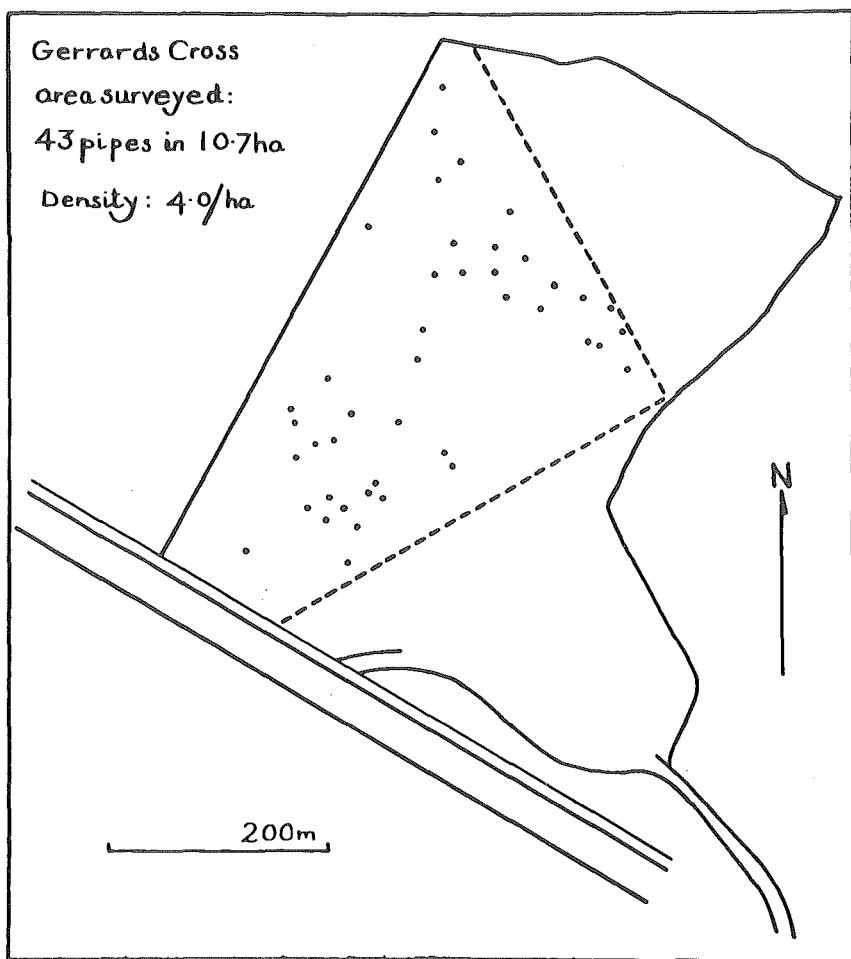 Gerrards Cross
area surveyed:
43 pipes in 10·7ha
Density: 4·0/ha
N
200m